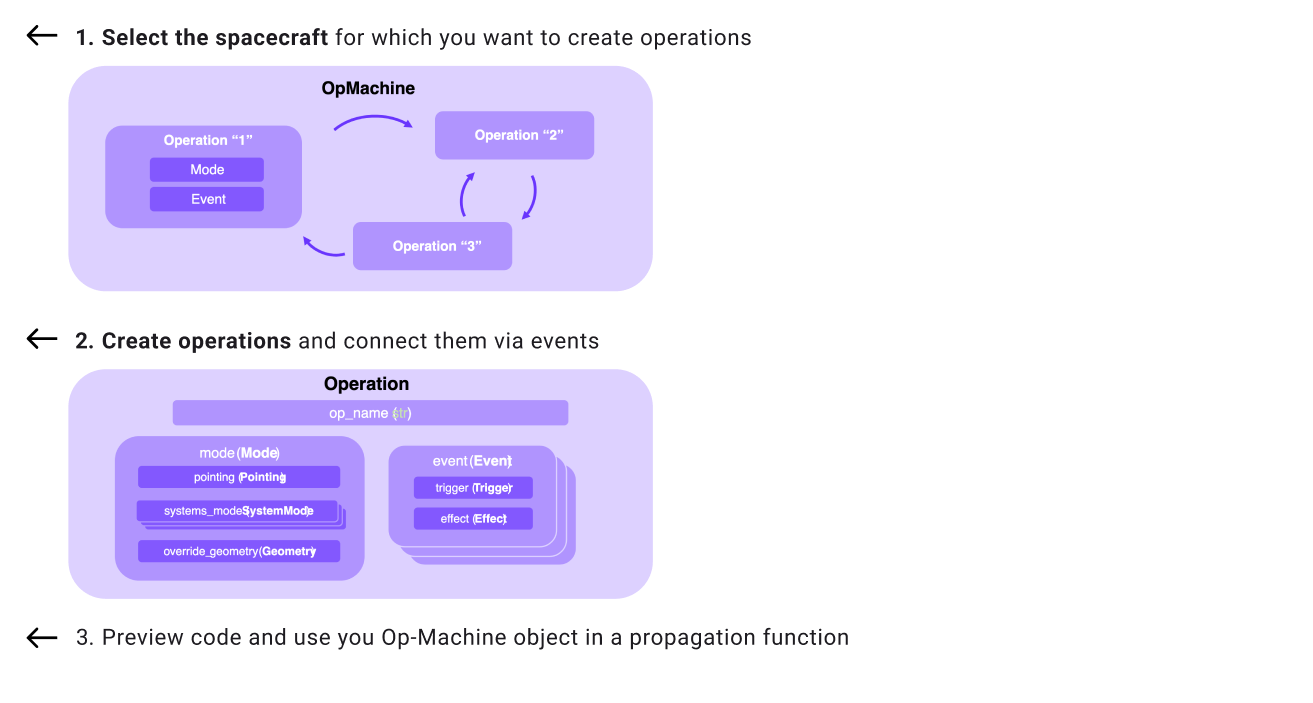 1. Select the spacecraft for which you want to create operations
OpMachine
Operation “1”
Mode
Event
Operation “2”
Operation “3”
2. Create operations and connect them via events
Operation
op_name (str)
mode (Mode)
pointing (Pointing)
systems_mode(SystemMode)
override_geometry(Geometry)
event (Event)
trigger (Trigger)
effect (Effect)
3. Preview code and use you Op-Machine object in a propagation function